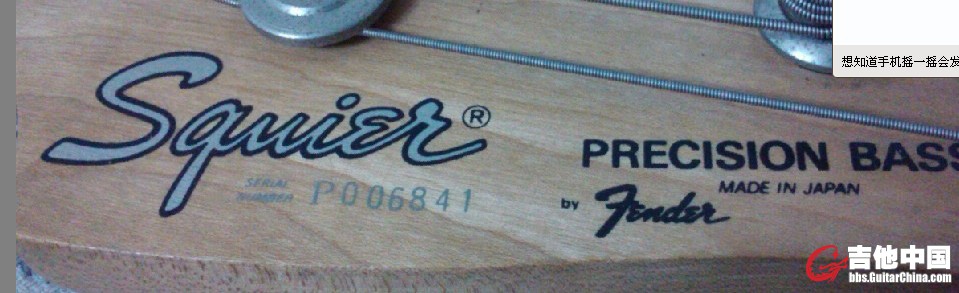 想知道手机摇一摇会发
Squier®
PRECISION BASS
MADE IN JAPAN
by Fender
SERIAL
NUMBER P006841
吉他中国
bbs.GuitarChina.com